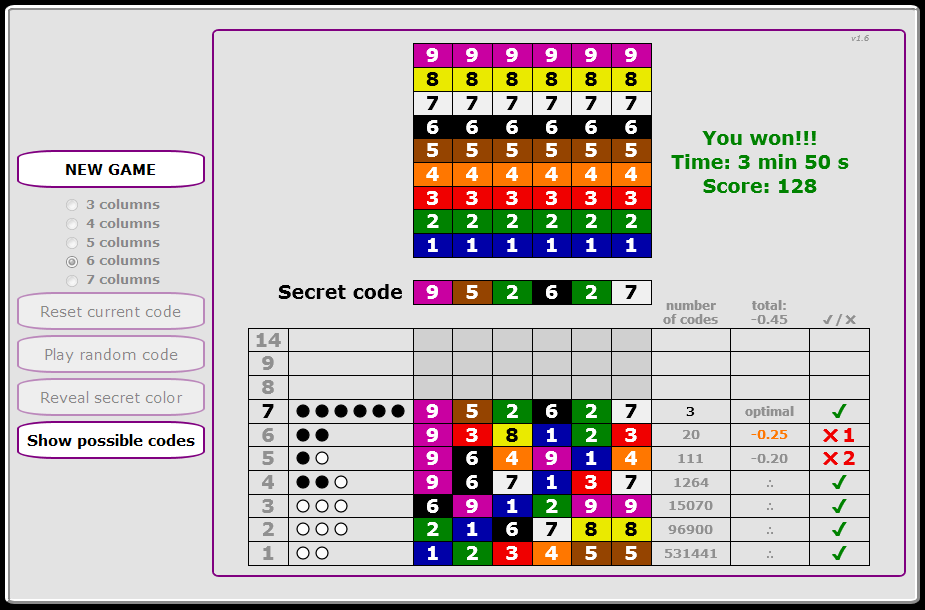 v1.6
9 9 9 9 9 9
8 8 8 8 8 8
7 7 7 7 7 7
6 6 6 6 6 6
5 5 5 5 5 5
4 4 4 4 4 4
3 3 3 3 3 3
2 2 2 2 2 2
1 1 1 1 1 1
You won!!!
Time: 3 min 50 s
Score: 128
NEW GAME
3 columns
4 columns
5 columns
6 columns
7 columns
Reset current code
Play random code
Reveal secret color
Show possible codes
Secret code 9 5 2 6 2 7
number of codes
total: -0.45
✓/✗
14
9
8
7 9 5 2 6 2 7 3 optimal ✓
6 9 3 8 1 2 3 20 -0.25 ✗ 1
5 9 6 4 9 1 4 111 -0.20 ✗ 2
4 9 6 7 1 3 7 1264 ∴ ✓
3 6 9 1 2 9 9 15070 ∴ ✓
2 2 1 6 7 8 8 96900 ∴ ✓
1 1 2 3 4 5 5 531441 ∴ ✓